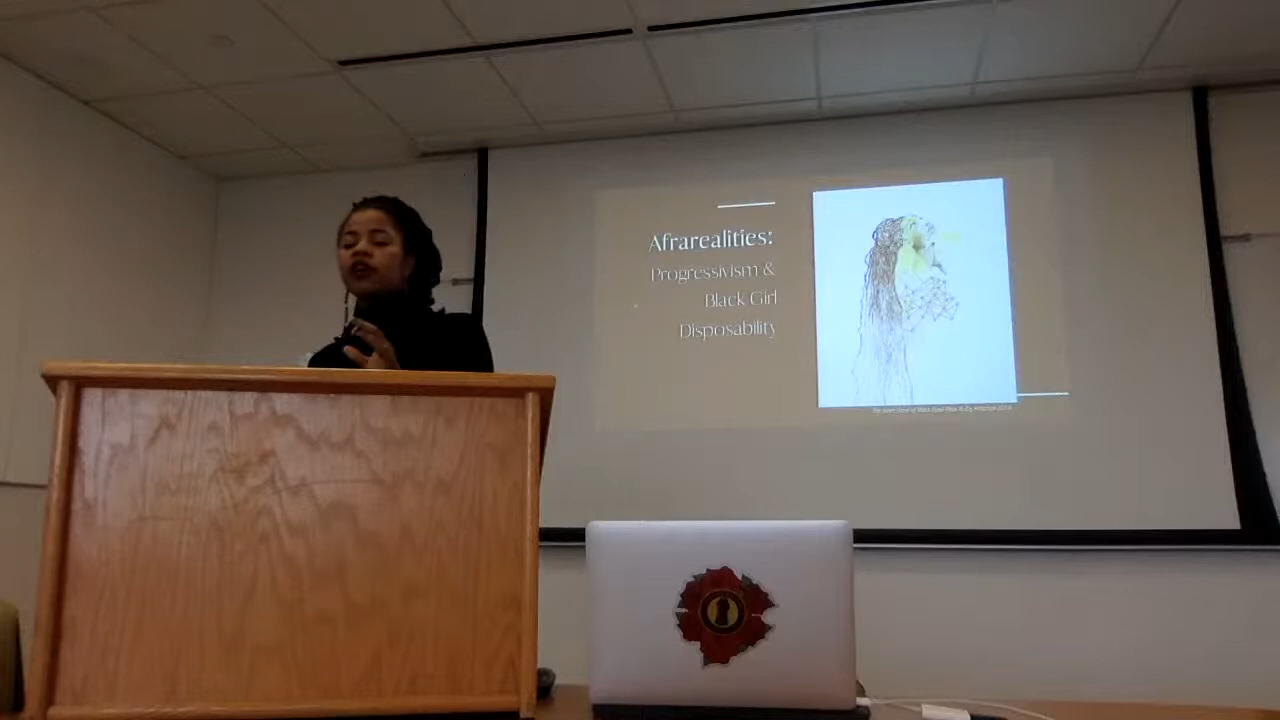 Afrarealities:
Progressivism &
Black Girl
Disposability